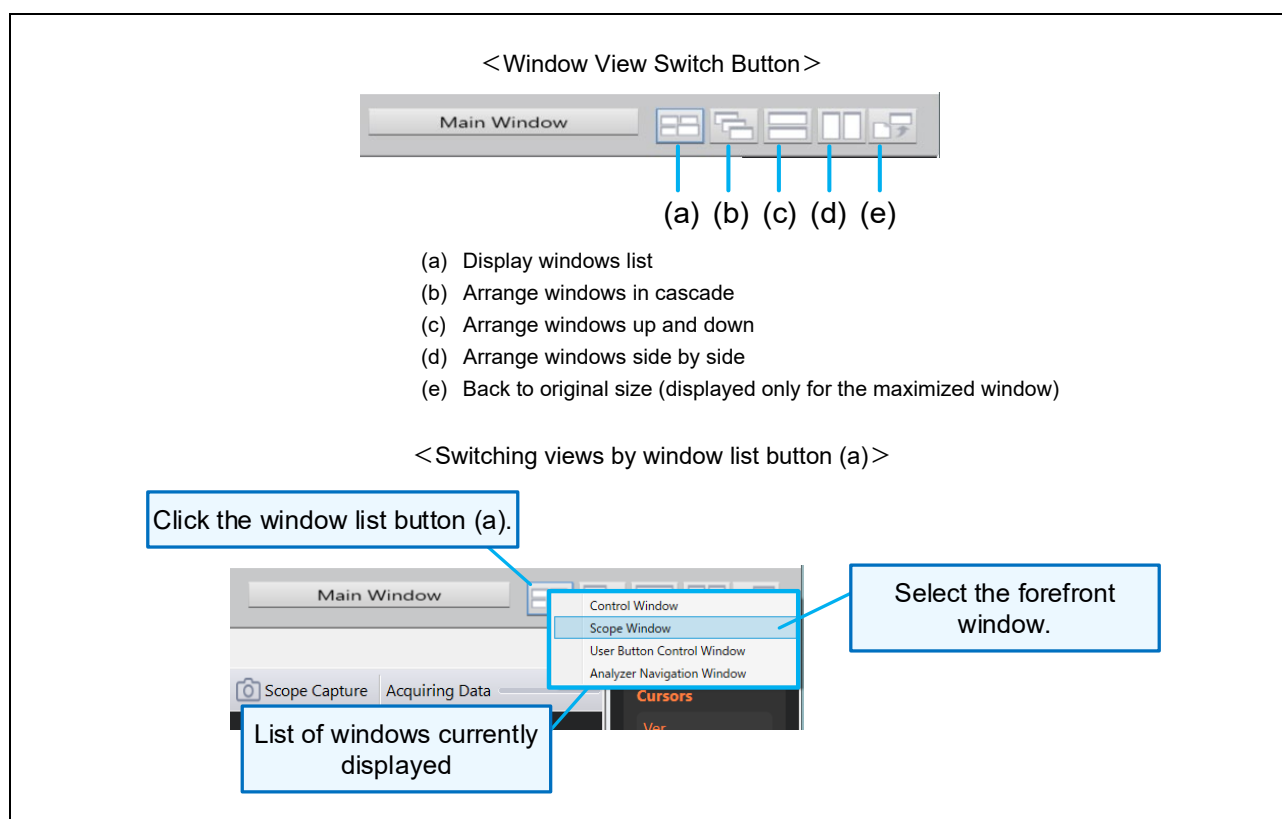 ＜Window View Switch Button＞
Main Window
(a) (b) (c) (d) (e)
(a) Display windows list
(b) Arrange windows in cascade
(c) Arrange windows up and down
(d) Arrange windows side by side
(e) Back to original size (displayed only for the maximized window)
＜Switching views by window list button (a)＞
Click the window list button (a).
Main Window
Control Window
Scope Window
User Button Control Window
Analyzer Navigation Window
Select the forefront
window.
Scope Capture
Acquiring Data
Cursors
Ver
List of windows currently
displayed